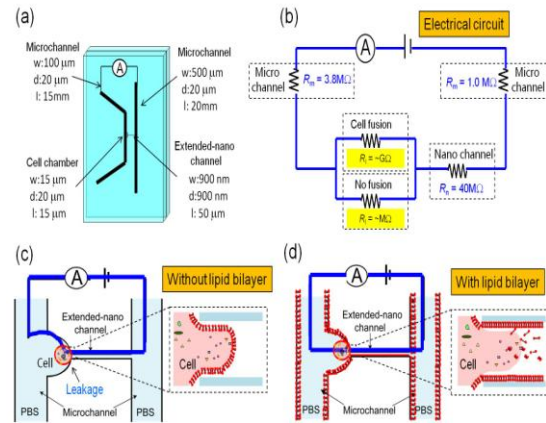 (a)
Microchannel
w:100 μm
d:20 μm
l: 15mm
A
Microchannel
w:500 μm
d:20 μm
l: 20mm
Cell chamber
w:15 μm
d:20 μm
l: 15 μm
Extended-nano
channel
w:900 nm
d:900 nm
l: 50 μm
(b)
Electrical circuit
A
Micro
channel
Rm = 3.8MΩ
Rm = 1.0 MΩ
Micro
channel
Cell fusion
Rl = ~GΩ
No fusion
Rl = ~MΩ
Nano channel
Rn = 40MΩ
(c)
A
Without lipid bilayer
Extended-nano
channel
Cell
Cell
Leakage
PBS
Microchannel
PBS
(d)
A
With lipid bilayer
Extended-nano
channel
Cell
Cell
PBS
Microchannel
PBS